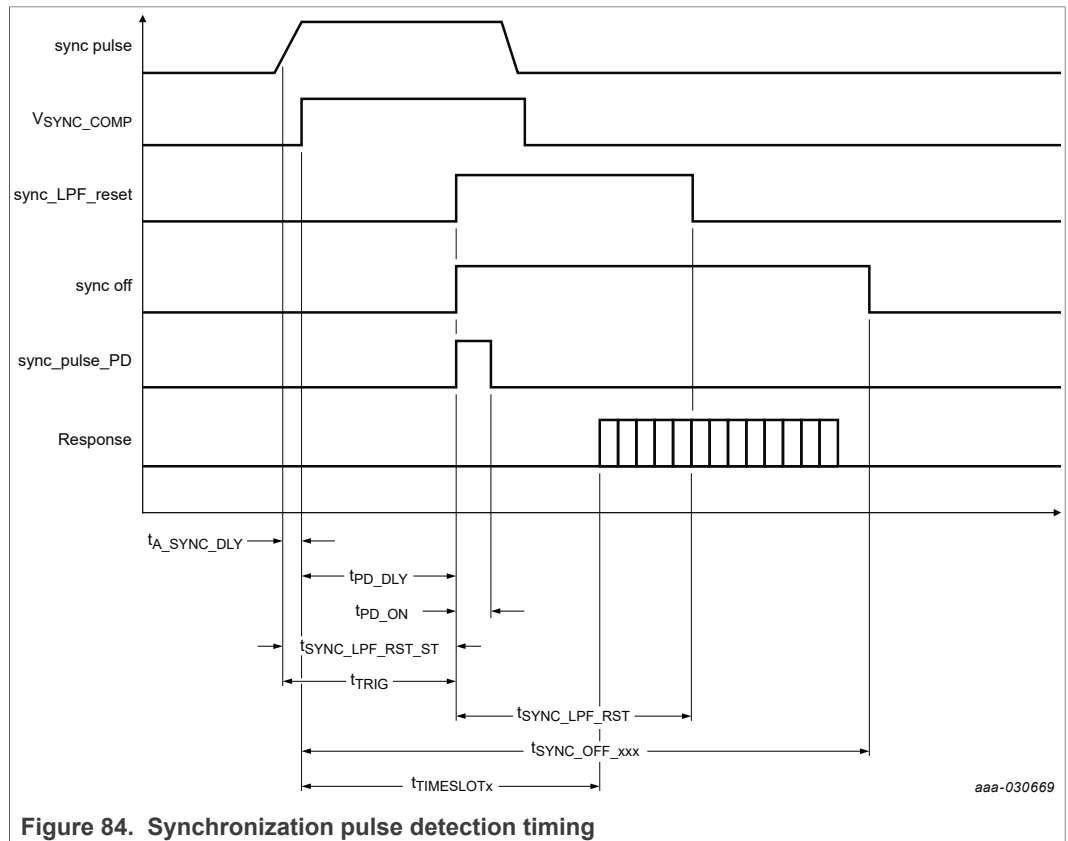 sync pulse
VSYNC_COMP
sync_LPF_reset
sync off
sync_pulse_PD
Response
tA_SYNC_DLY
tPD_DLY
tPD_ON
tSYNC_LPF_RST_ST
tTRIG
tSYNC_LPF_RST
tSYNC_OFF_xxx
tTIMESLOTx
aaa-030669
Figure 84. Synchronization pulse detection timing